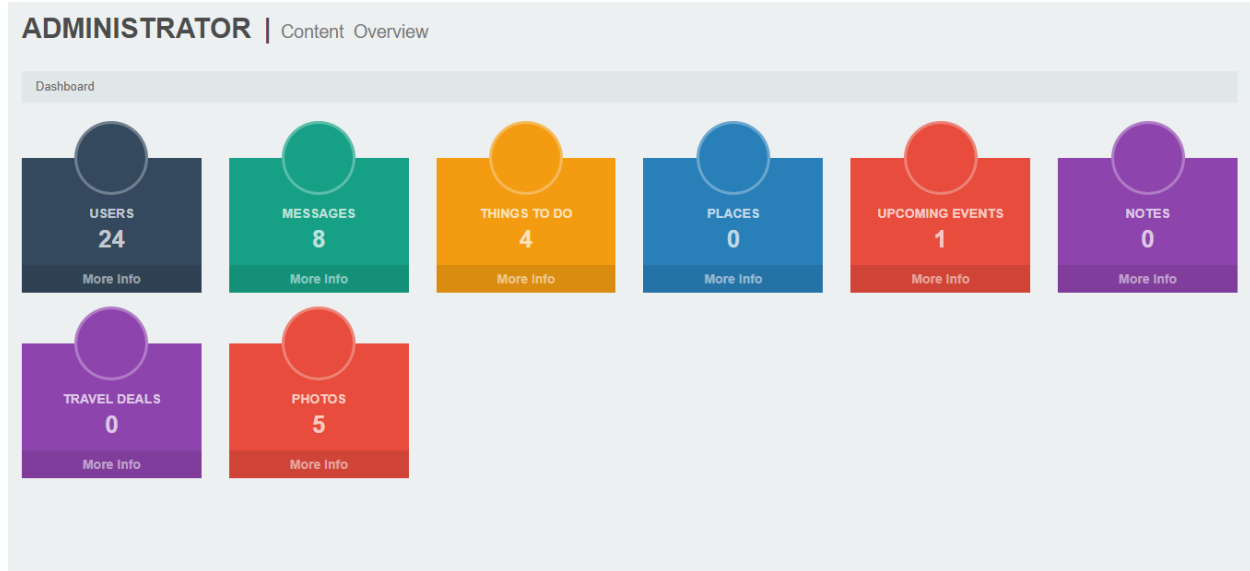 ADMINISTRATOR | Content Overview
Dashboard
USERS
24
More Info
MESSAGES
8
More Info
THINGS TO DO
4
More Info
PLACES
0
More Info
UPCOMING EVENTS
1
More Info
NOTES
0
More Info
TRAVEL DEALS
0
More Info
PHOTOS
5
More Info